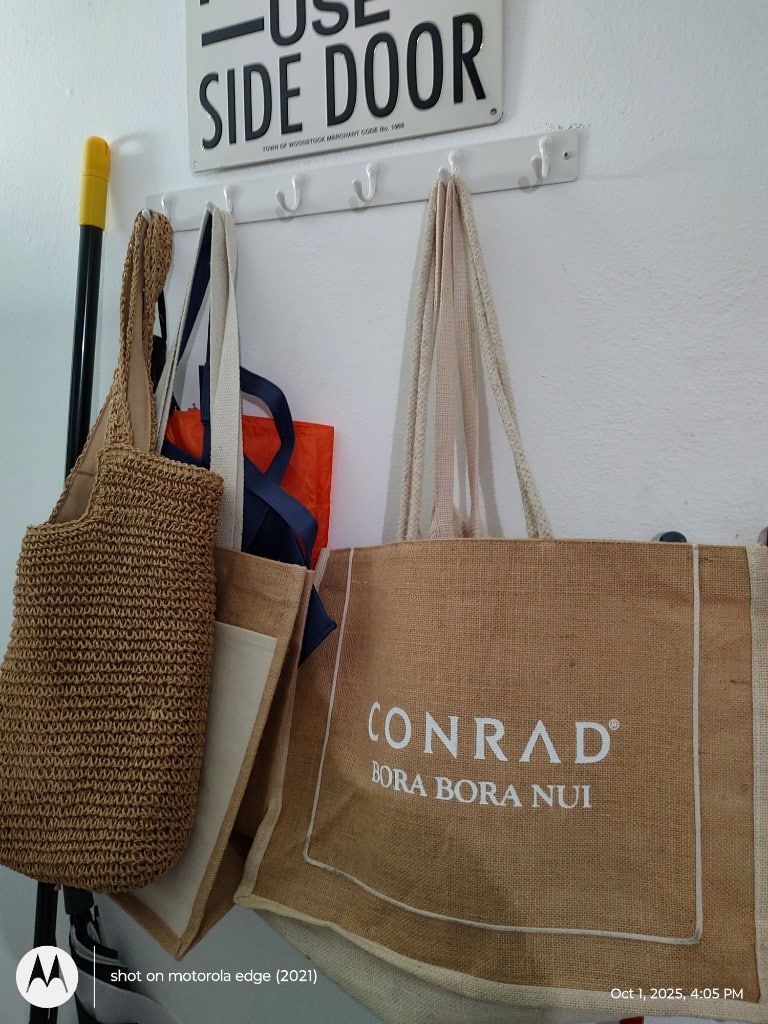 USE
SIDE DOOR
TOWN OF WOODSTOCK MERCHANT CODE No. 1969
CONRAD®
BORA BORA NUI
shot on motorola edge (2021)
Oct 1, 2025, 4:05 PM